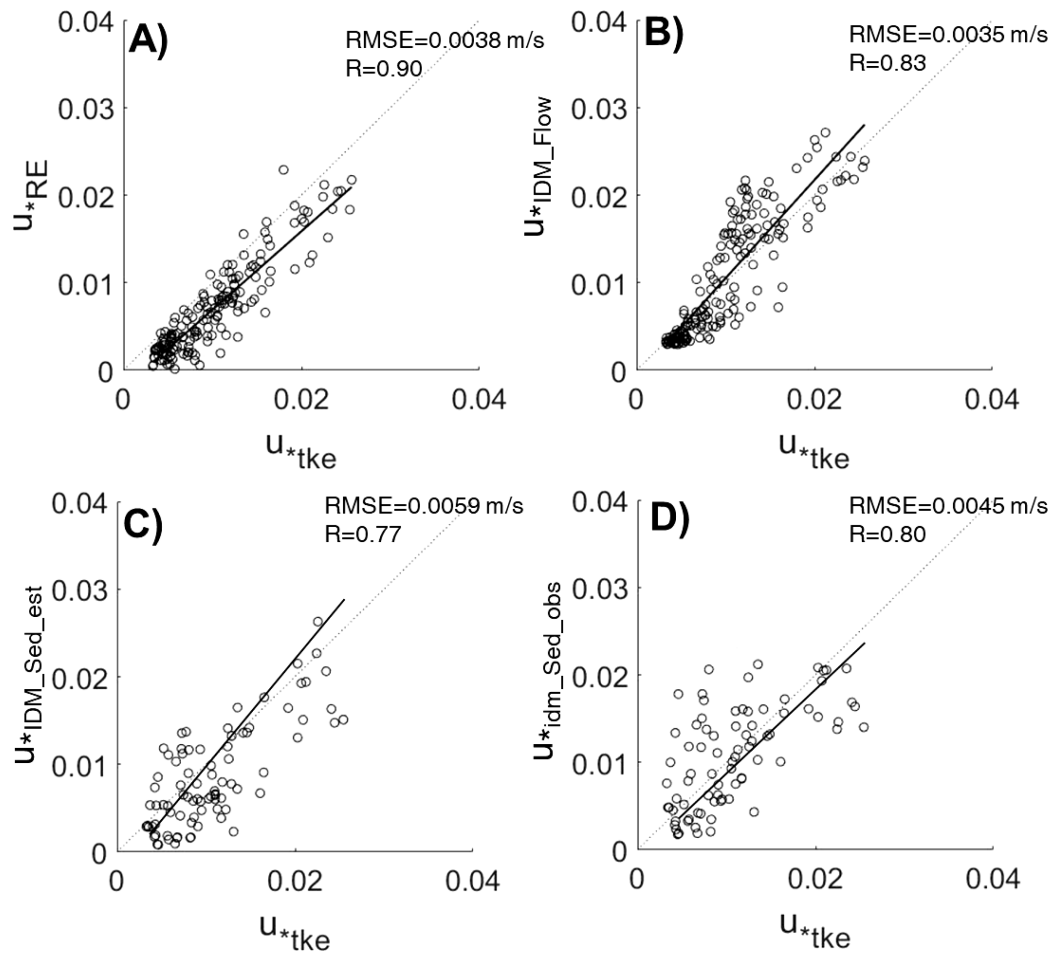 A)
RMSE=0.0038 m/s
R=0.90
0.04
0.03
0.02
0.01
0
u*RE
0
0.02
0.04
u*tke
B)
RMSE=0.0035 m/s
R=0.83
0.04
0.03
0.02
0.01
0
u*IDM_Flow
0
0.02
0.04
u*tke
C)
RMSE=0.0059 m/s
R=0.77
0.04
0.03
0.02
0.01
0
u*IDM_Sed_est
0
0.02
0.04
u*tke
D)
RMSE=0.0045 m/s
R=0.80
0.04
0.03
0.02
0.01
0
u*idm_Sed_obs
0
0.02
0.04
u*tke